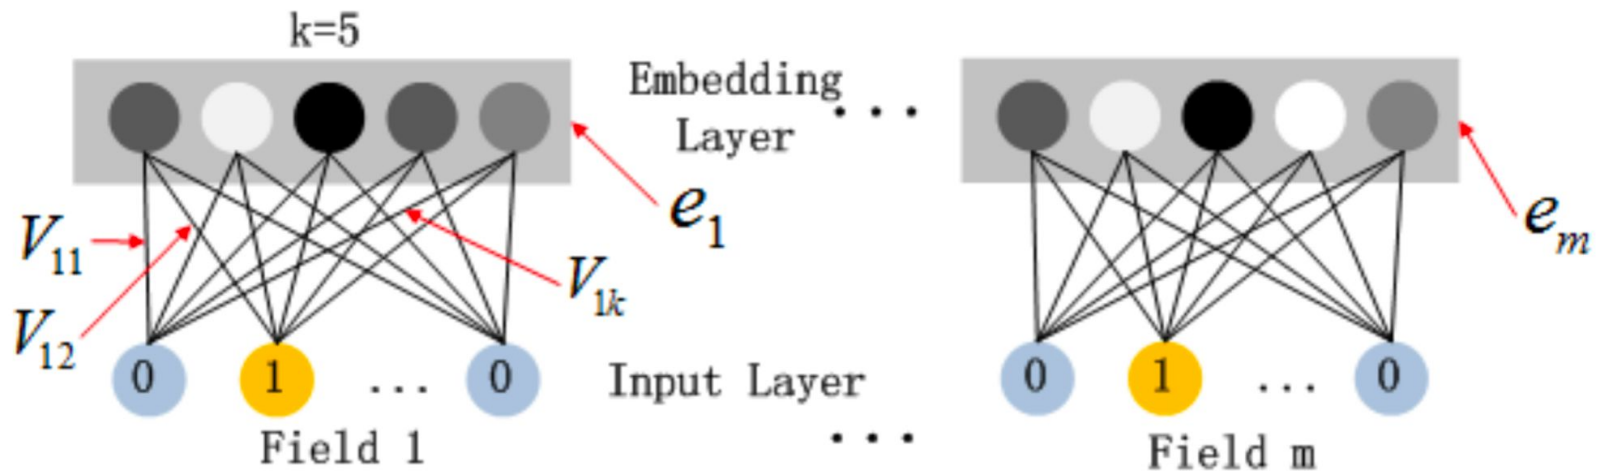 k=5
Embedding
Layer
...
e1
em
V11
V12
V1k
0 1 ... 0
Input Layer
0 1 ... 0
...
Field 1
Field m